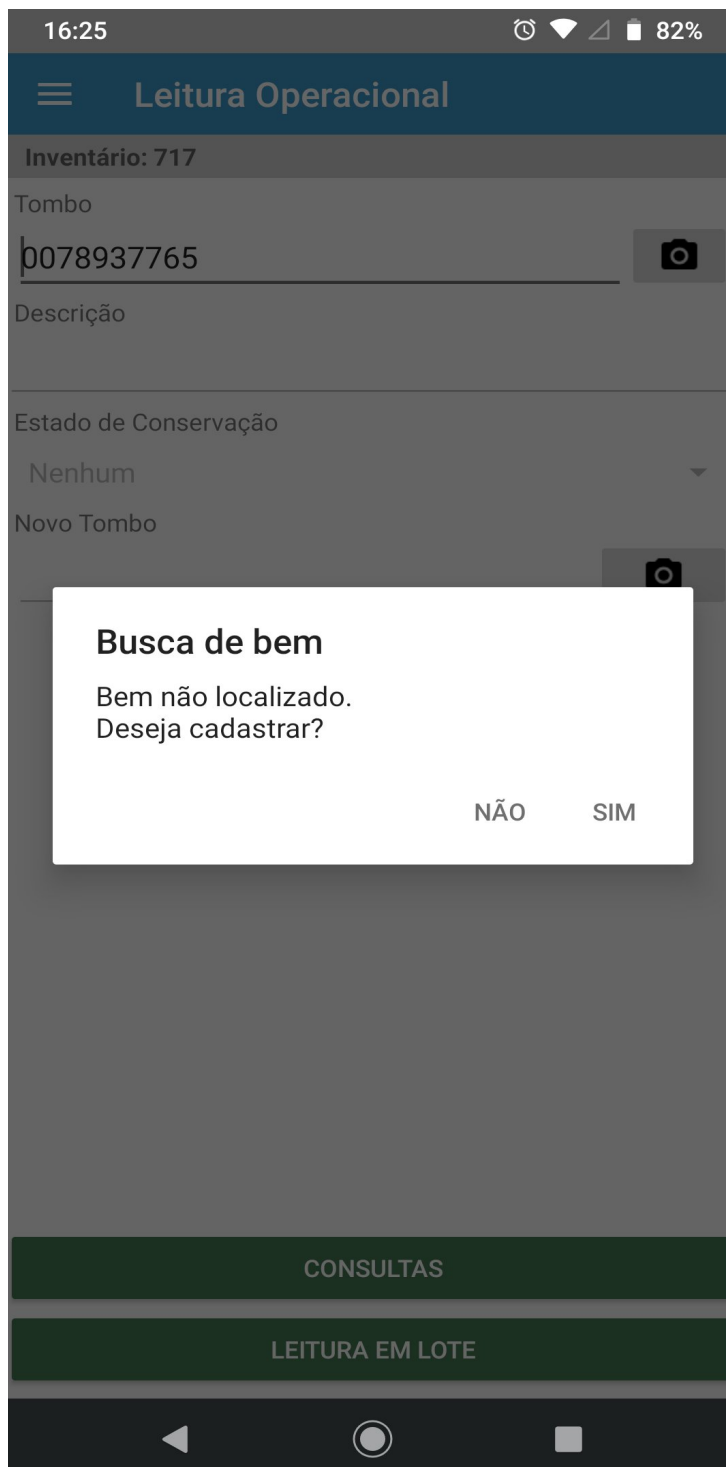 16:25
82%
Leitura Operacional
Inventário: 717
Tombo
0078937765
Descrição
Estado de Conservação
Nenhum
Novo Tombo
Busca de bem
Bem não localizado.
Deseja cadastrar?
NÃO SIM
CONSULTAS
LEITURA EM LOTE